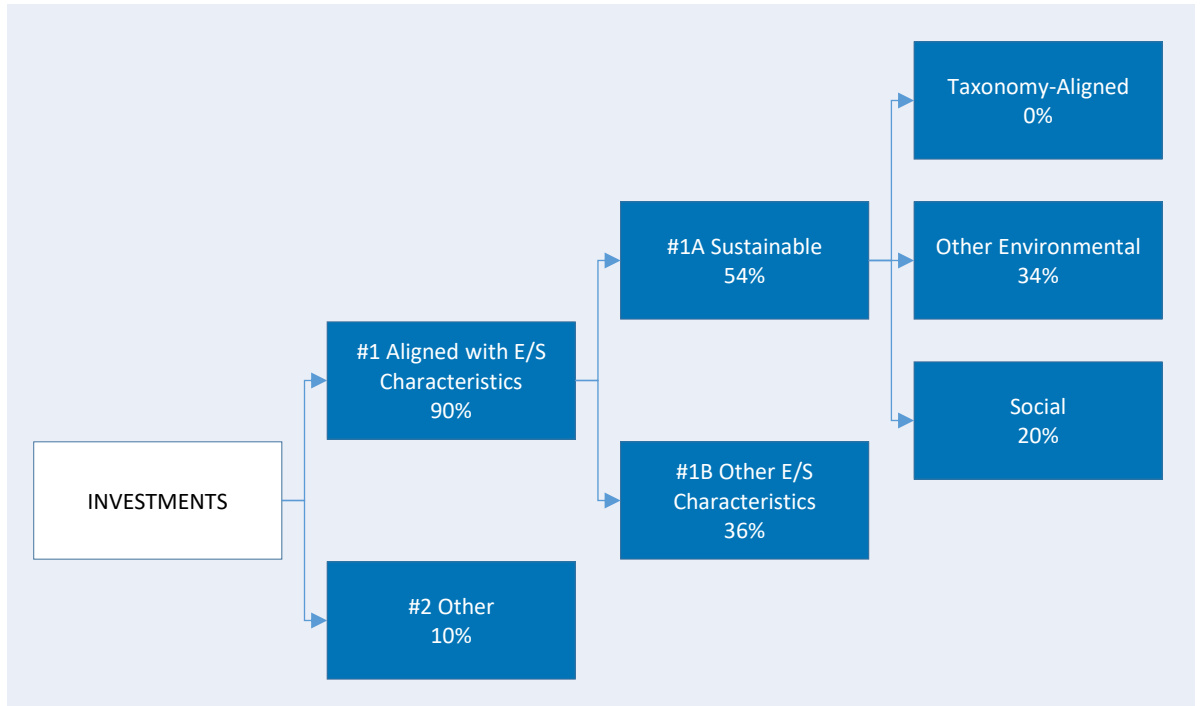 INVESTMENTS
#1 Aligned with E/S
Characteristics
90%
#2 Other
10%
#1A Sustainable
54%
#1B Other E/S
Characteristics
36%
Taxonomy-Aligned
0%
Other Environmental
34%
Social
20%